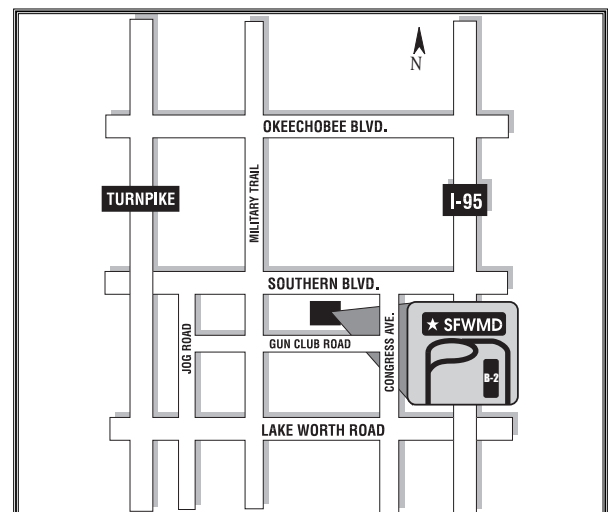 N
OKEECHOBEE BLVD.
TURNPIKE
MILITARY TRAIL
I-95
SOUTHERN BLVD.
★ SFWMD
JOG ROAD
GUN CLUB ROAD
CONGRESS AVE.
B-2
LAKE WORTH ROAD